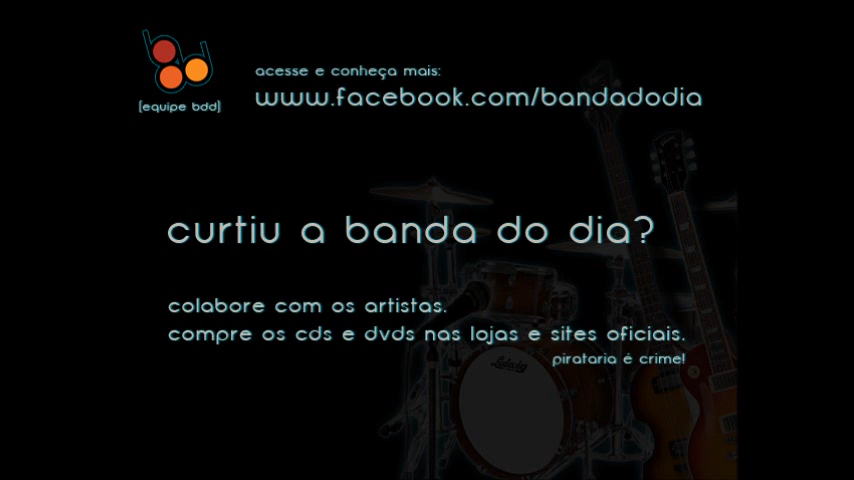 acesse e conheça mais:
www.facebook.com/bandadodia
[equipe bdd]
curtiu a banda do dia?
colabore com os artistas.
compre os cds e dvds nas lojas e sites oficiais.
pirataria é crime!
Ludwig